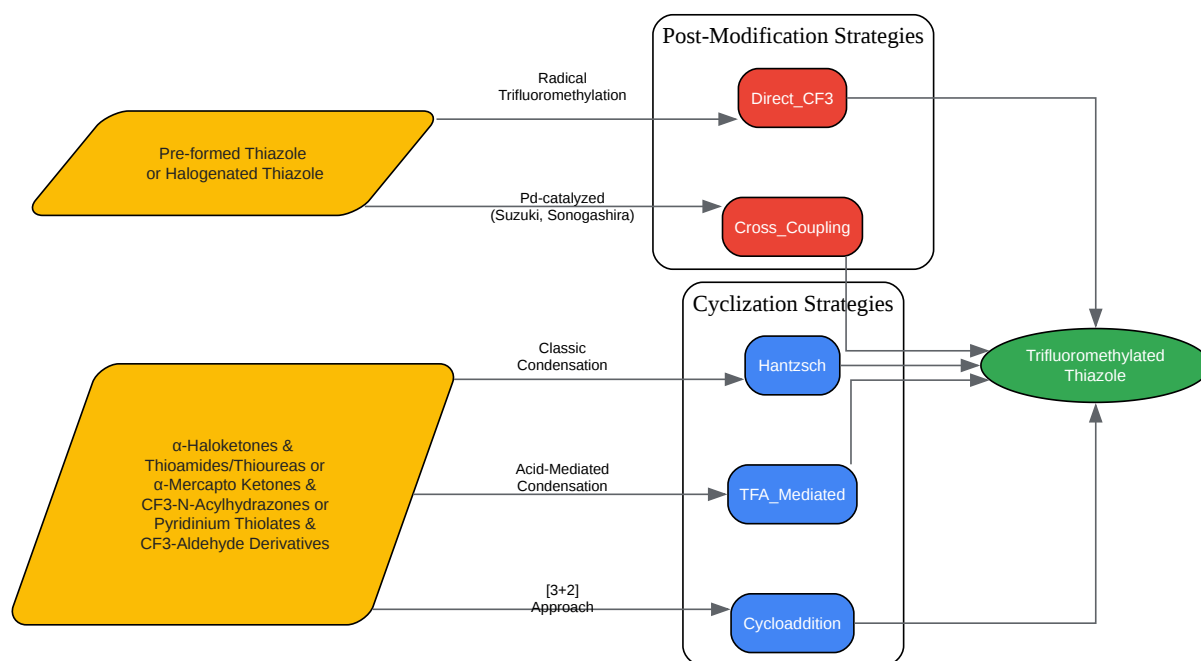 Post-Modification Strategies
Radical
Trifluoromethylation
Direct_CF3
Pre-formed Thiazole
or Halogenated Thiazole
Pd-catalyzed
(Suzuki, Sonogashira)
Cross_Coupling
Cyclization Strategies
Classic
Condensation
Hantzsch
Trifluoromethylated
Thiazole
α-Haloketones &
Thioamides/Thioureas or
α-Mercapto Ketones &
CF3-N-Acylhydrazones or
Pyridinium Thiolates &
CF3-Aldehyde Derivatives
Acid-Mediated
Condensation
TFA_Mediated
[3+2]
Approach
Cycloaddition